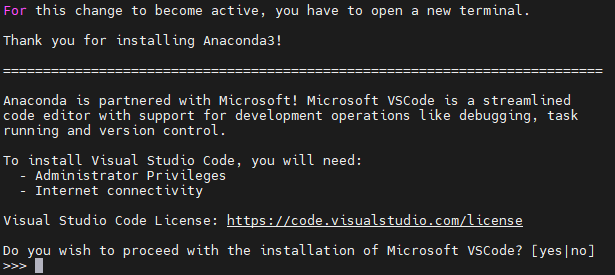 For this change to become active, you have to open a new terminal.
Thank you for installing Anaconda3!
===========================================================================
Anaconda is partnered with Microsoft! Microsoft VSCode is a streamlined
code editor with support for development operations like debugging, task
running and version control.
To install Visual Studio Code, you will need:
- Administrator Privileges
- Internet connectivity
Visual Studio Code License: https://code.visualstudio.com/license
Do you wish to proceed with the installation of Microsoft VSCode? [yes|no]
>>>